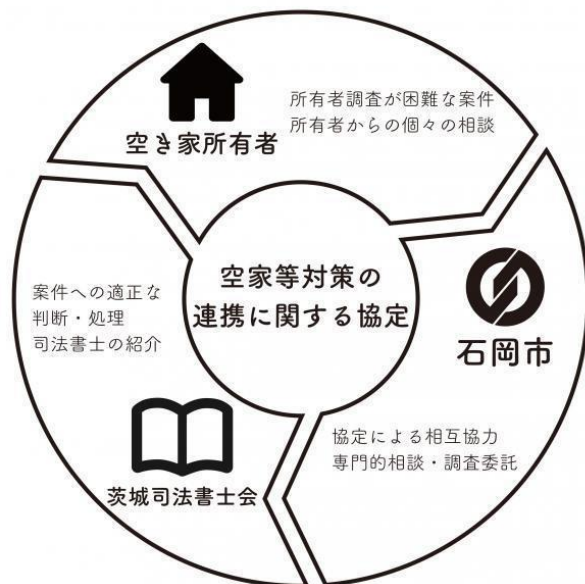 空き家所有者
所有者調査が困難な案件
所有者からの個々の相談
空家等対策の
連携に関する協定
石岡市
協定による相互協力
専門的相談・調査委託
茨城司法書士会
案件への適正な
判断・処理
司法書士の紹介